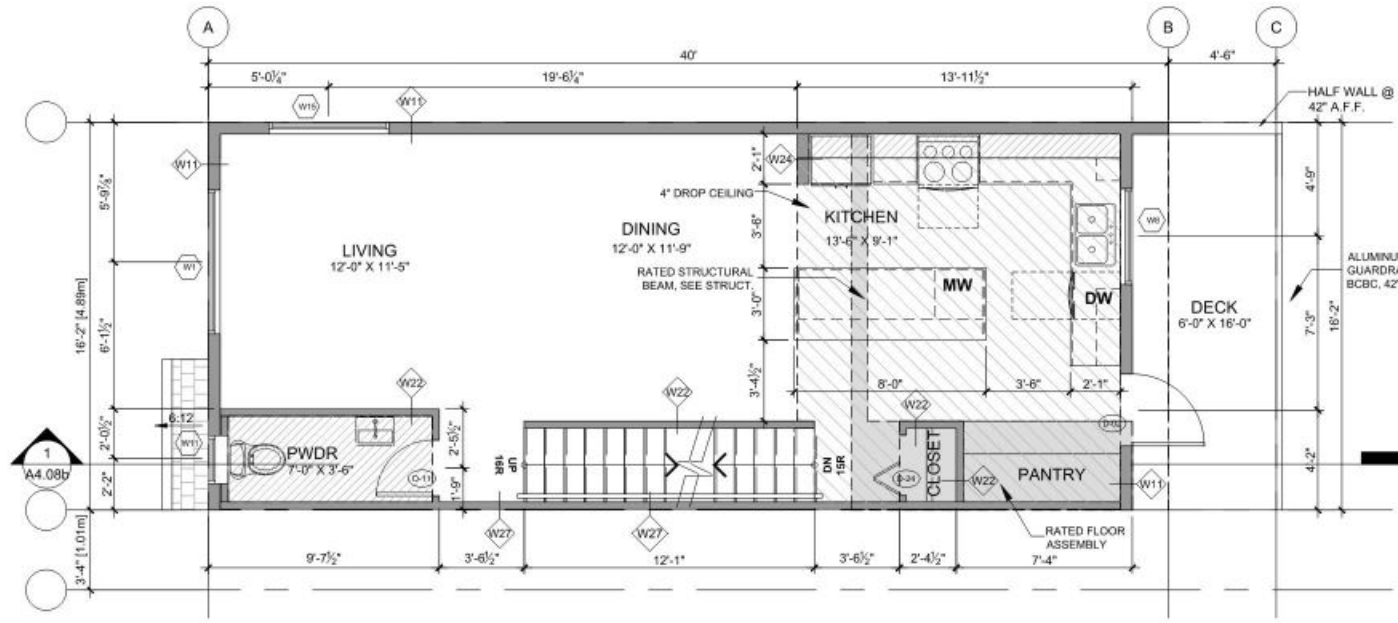 A
B
C
40'
4'-6"
5'-0¼"
19'-6¼"
13'-11½"
W15
W11
HALF WALL @
42" A.F.F.
W11
W24
2'-1"
5'-9⅞"
4'-9"
4" DROP CEILING
KITCHEN
13'-6" X 9'-1"
W6
3'-6"
DINING
12'-0" X 11'-9"
LIVING
12'-0" X 11'-5"
W1
RATED STRUCTURAL
BEAM, SEE STRUCT.
MW
DW
ALUMINU
GUARDRA
BCBC, 42"
DECK
6'-0" X 16'-0"
16'-2" [4.89m]
6'-1½"
3'-0"
7'-3"
16'-2"
3'-4½"
W22
W22
8'-0"
3'-6"
2'-1"
W22
6:12
W11
2'-0½"
2'-5½"
PWDR
7'-0" X 3'-6"
D-11
UP
16R
DN
15R
CLOSET
D-24
W22
PANTRY
D-02
W11
4'-2"
1
A4.08b
2'-2"
1'-9"
W27
W27
RATED FLOOR
ASSEMBLY
3'-4" [1.01m]
9'-7½"
3'-6½"
12'-1"
3'-6½"
2'-4½"
7'-4"